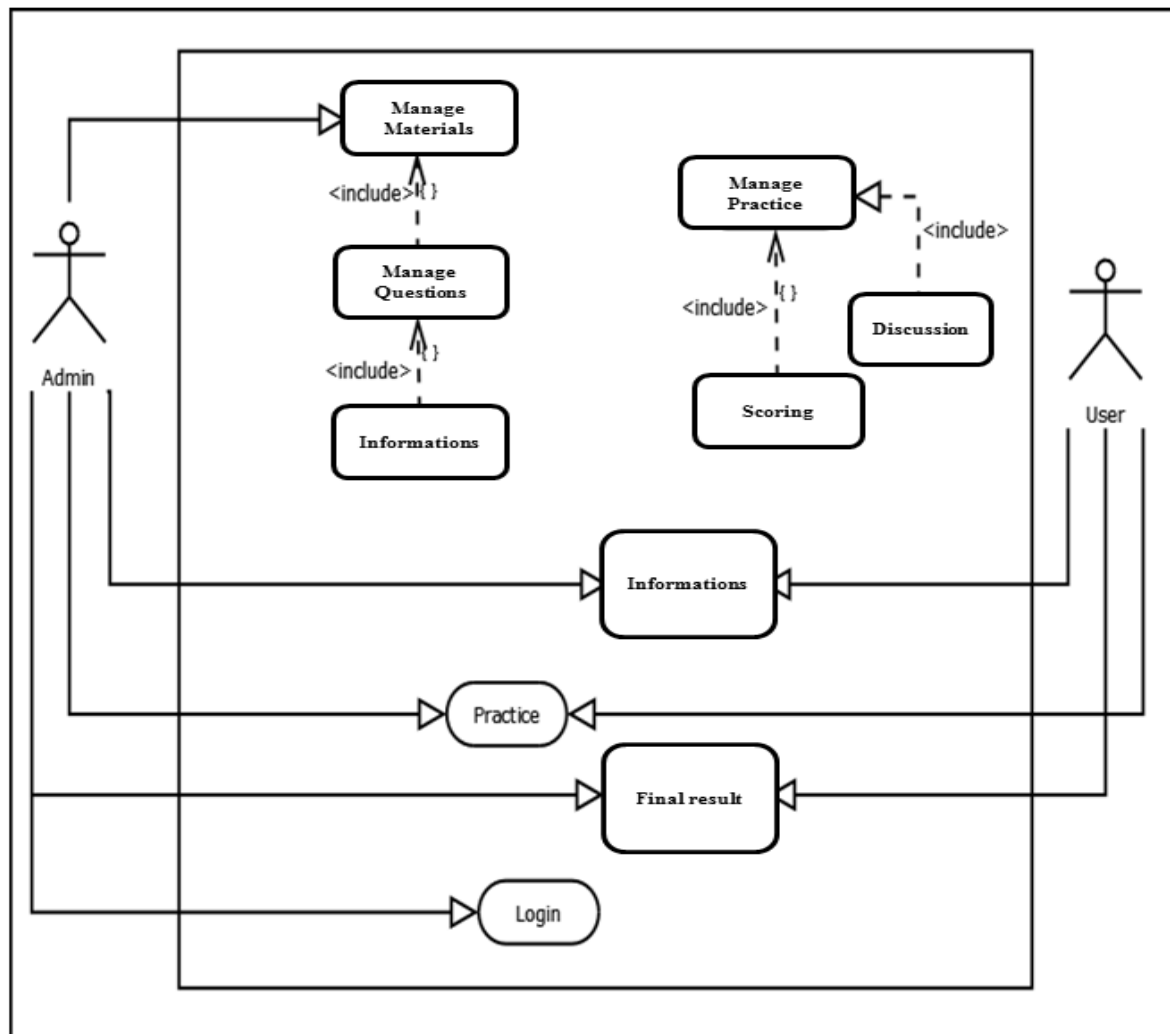 Manage
Materials
<include>
{ }
Manage
Practice
<include>
Manage
Questions
<include>
{ }
Discussion
<include>
{ }
Admin
Scoring
User
Informations
Informations
Practice
Final result
Login